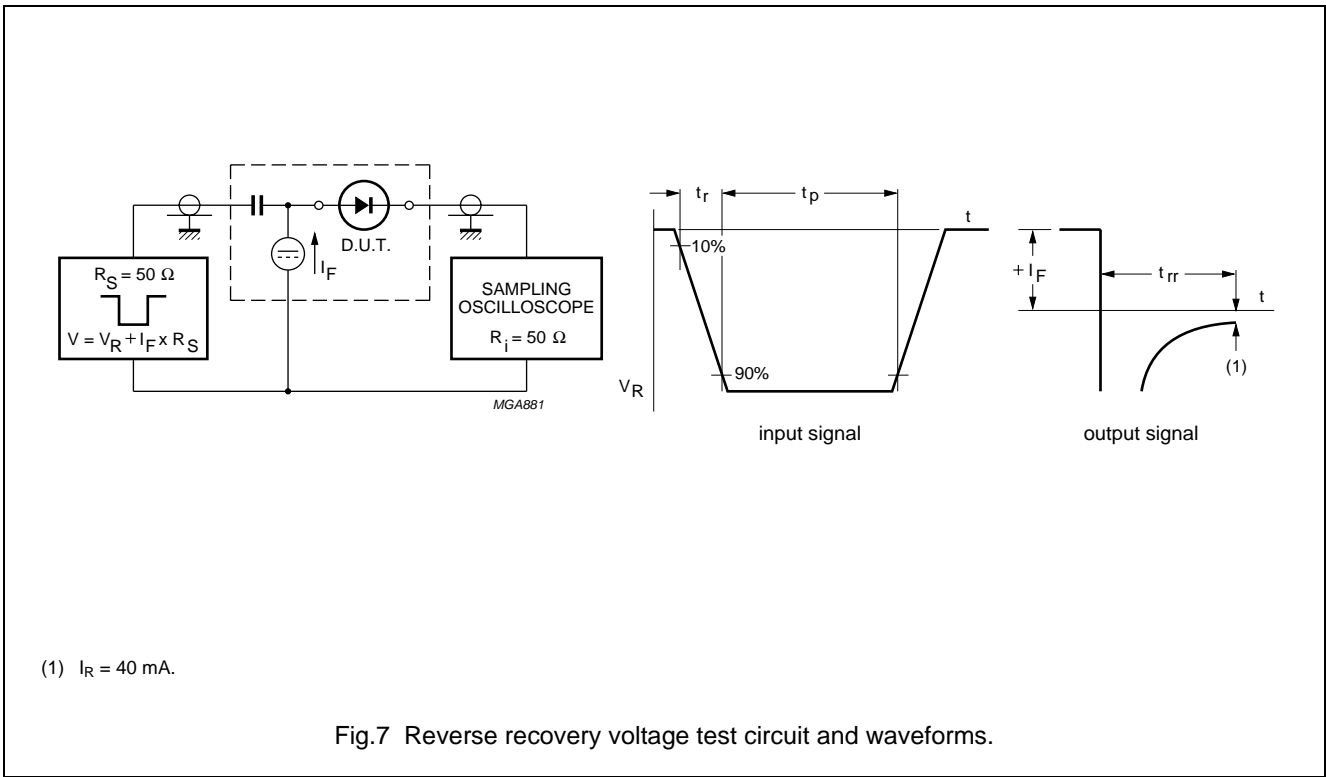 R_S = 50 Ω
V = V_R + I_F x R_S
I_F
D.U.T.
SAMPLING
OSCILLOSCOPE
R_i = 50 Ω
MGA881
t_r
t_p
t
10%
90%
V_R
input signal
+ I_F
t_rr
t
(1)
output signal
(1) I_R = 40 mA.
Fig.7 Reverse recovery voltage test circuit and waveforms.